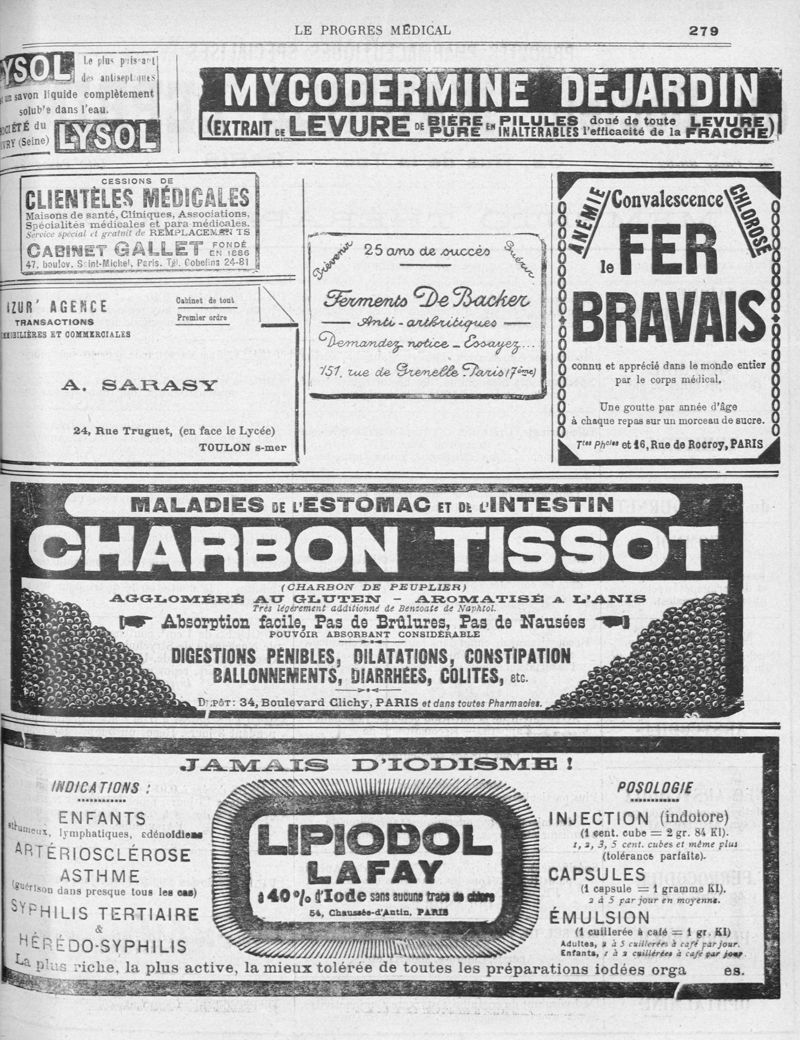 LE PROGRES MÉDICAL
279
LYSOL
Le plus puissant
des antiseptiques
un savon liquide complètement
soluble dans l'eau.
SOCIÉTÉ du
IVRY (Seine)
LYSOL
MYCODERMINE DÉJARDIN
(EXTRAIT DE LEVURE DE BIÈRE PURE EN PILULES INALTÉRABLES doué de toute l'efficacité de la LEVURE FRAICHE)
CESSIONS DE
CLIENTÈLES MÉDICALES
Maisons de santé, Cliniques, Associations,
Spécialités médicales et para-médicales.
Service spécial et gratuit de REMPLACEMENTS
CABINET GALLET FONDÉ EN 1886
47, boulev. Saint-Michel, Paris. Tél. Gobelins 24-81
AZUR' AGENCE
TRANSACTIONS
IMMOBILIÈRES ET COMMERCIALES
Cabinet de tout
Premier ordre
A. SARASY
24, Rue Truguet, (en face le Lycée)
TOULON s-mer
Prévenir
25 ans de succès
Guérir
Ferments De Backer
Anti-arthritiques
Demandez notice - Essayez...
151, rue de Grenelle. Paris (7ème)
ANÉMIE
Convalescence
CHLOROSE
le FER
BRAVAIS
connu et apprécié dans le monde entier
par le corps médical.
Une goutte par année d'âge
à chaque repas sur un morceau de sucre.
Ttes Phcies et 16, Rue de Rocroy, PARIS
MALADIES DE L'ESTOMAC ET DE L'INTESTIN
CHARBON TISSOT
(CHARBON DE PEUPLIER)
AGGLOMÉRÉ AU GLUTEN - AROMATISÉ A L'ANIS
Très légèrement additionné de Benzoate de Naphtol.
Absorption facile, Pas de Brûlures, Pas de Nausées
POUVOIR ABSORBANT CONSIDÉRABLE
DIGESTIONS PÉNIBLES, DILATATIONS, CONSTIPATION
BALLONNEMENTS, DIARRHÉES, COLITES, etc.
DÉPÔT: 34, Boulevard Clichy, PARIS et dans toutes Pharmacies.
JAMAIS D'IODISME !
INDICATIONS :
ENFANTS
sthumeux, lymphatiques, adénoïdiens
ARTÉRIOSCLÉROSE
ASTHME
(guérison dans presque tous les cas)
SYPHILIS TERTIAIRE
&
HÉRÉDO-SYPHILIS
LIPIODOL
LAFAY
à 40% d'Iode sans aucune trace de chlore
54, Chaussée-d'Antin, PARIS
POSOLOGIE
INJECTION (indolore)
(1 cent. cube = 2 gr. 84 KI).
1, 2, 3, 5 cent. cubes et même plus
(tolérance parfaite).
CAPSULES
(1 capsule = 1 gramme KI).
2 à 5 par jour en moyenne.
ÉMULSION
(1 cuillerée à café = 1 gr. KI)
Adultes, 2 à 5 cuillerées à café par jour.
Enfants, 1 à 2 cuillérées à café par jour
La plus riche, la plus active, la mieux tolérée de toutes les préparations iodées orga es.